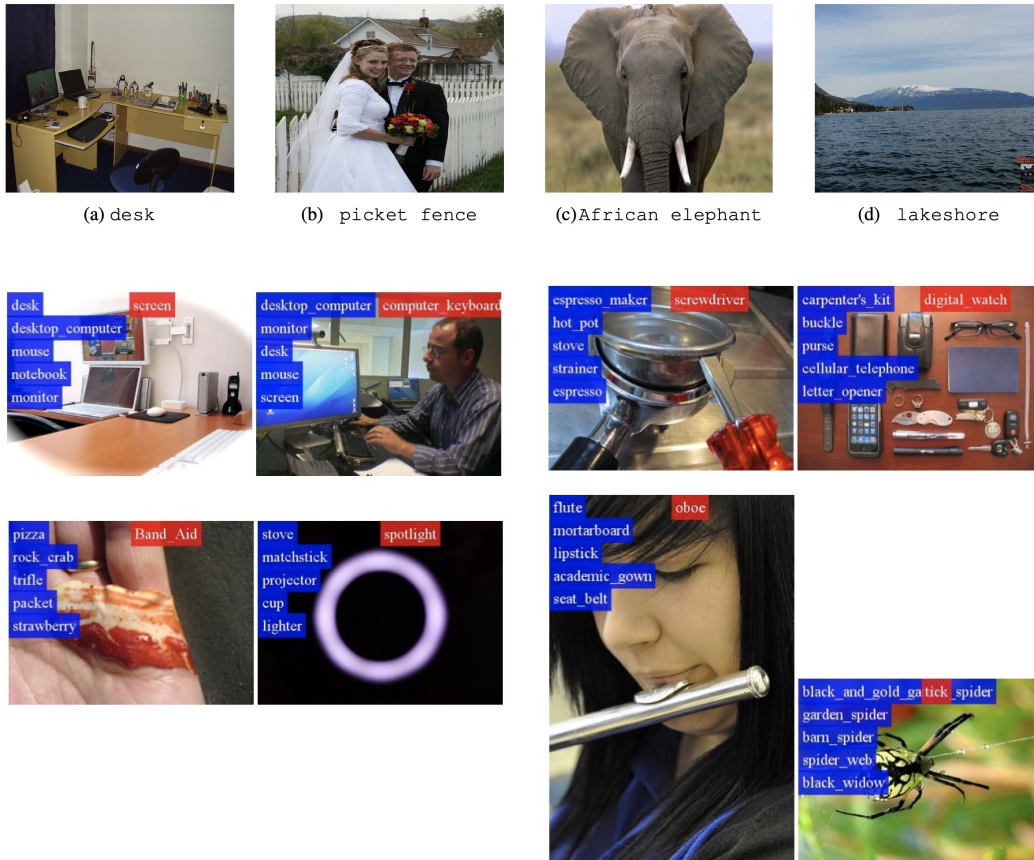 (a) desk
(b) picket fence
(c) African elephant
(d) lakeshore
desk
screen
desktop_computer
mouse
notebook
monitor
desktop_computer
computer_keyboard
monitor
desk
mouse
screen
espresso_maker
screwdriver
hot_pot
stove
strainer
espresso
carpenter's_kit
digital_watch
buckle
purse
cellular_telephone
letter_opener
pizza
Band_Aid
rock_crab
trifle
packet
strawberry
stove
spotlight
matchstick
projector
cup
lighter
flute
oboe
mortarboard
lipstick
academic_gown
seat_belt
black_and_gold_ga tick _spider
garden_spider
barn_spider
spider_web
black_widow